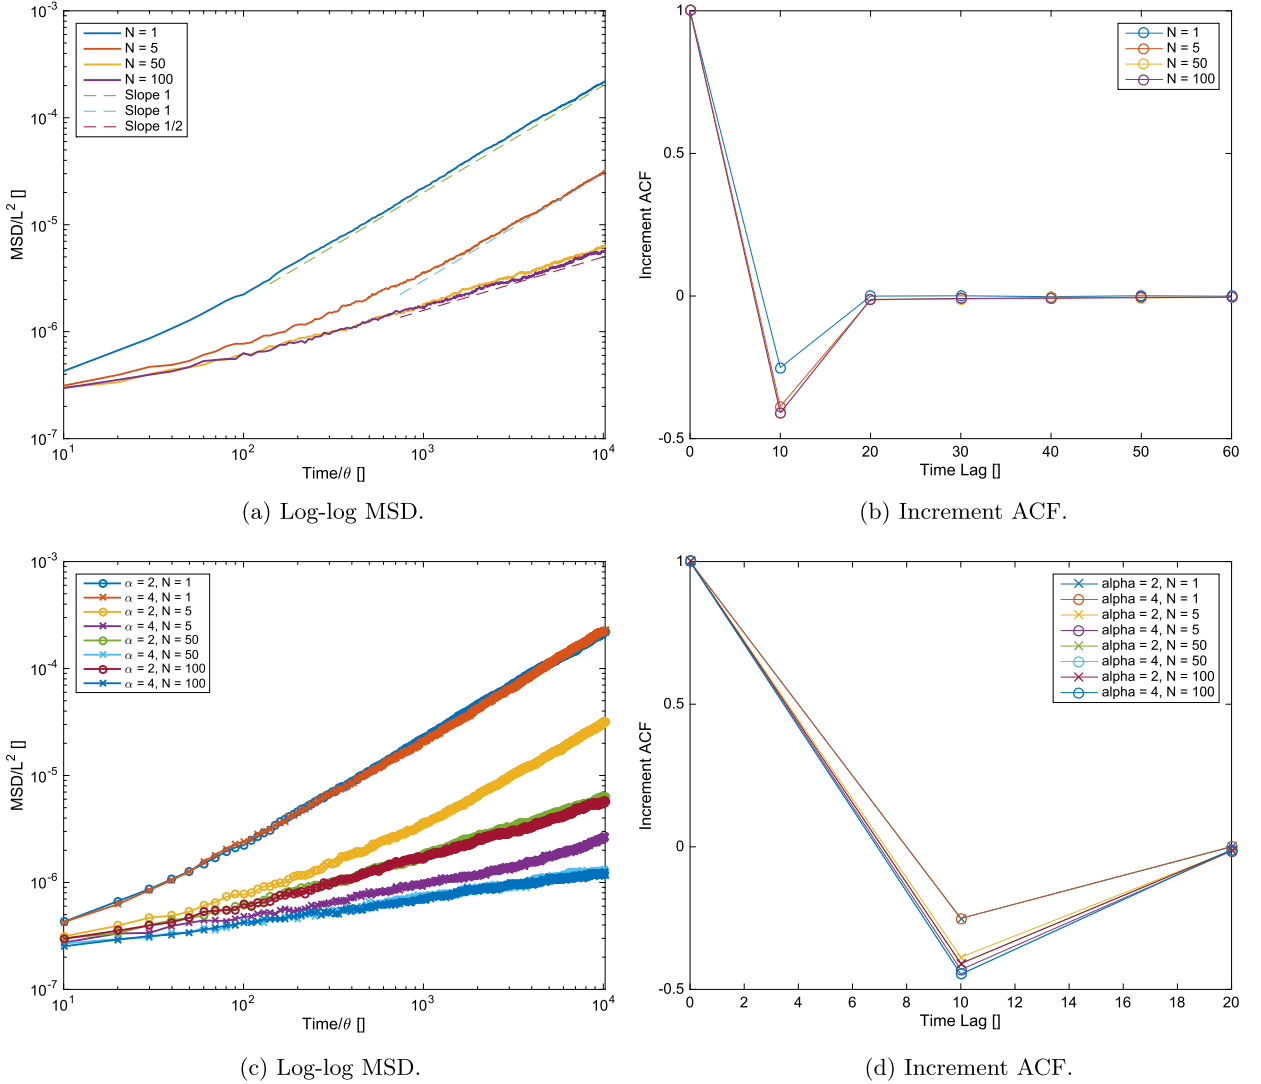 10^-3
10^-4
10^-5
10^-6
10^-7
MSD/L^2 []
N = 1
N = 5
N = 50
N = 100
Slope 1
Slope 1
Slope 1/2
10^1
10^2
10^3
10^4
Time/θ []
(a) Log-log MSD.
1
0.5
0
-0.5
Increment ACF
N = 1
N = 5
N = 50
N = 100
0
10
20
30
40
50
60
Time Lag []
(b) Increment ACF.
10^-3
10^-4
10^-5
10^-6
10^-7
MSD/L^2 []
α = 2, N = 1
α = 4, N = 1
α = 2, N = 5
α = 4, N = 5
α = 2, N = 50
α = 4, N = 50
α = 2, N = 100
α = 4, N = 100
10^1
10^2
10^3
10^4
Time/θ []
(c) Log-log MSD.
1
0.5
0
-0.5
Increment ACF
alpha = 2, N = 1
alpha = 4, N = 1
alpha = 2, N = 5
alpha = 4, N = 5
alpha = 2, N = 50
alpha = 4, N = 50
alpha = 2, N = 100
alpha = 4, N = 100
0
2
4
6
8
10
12
14
16
18
20
Time Lag []
(d) Increment ACF.